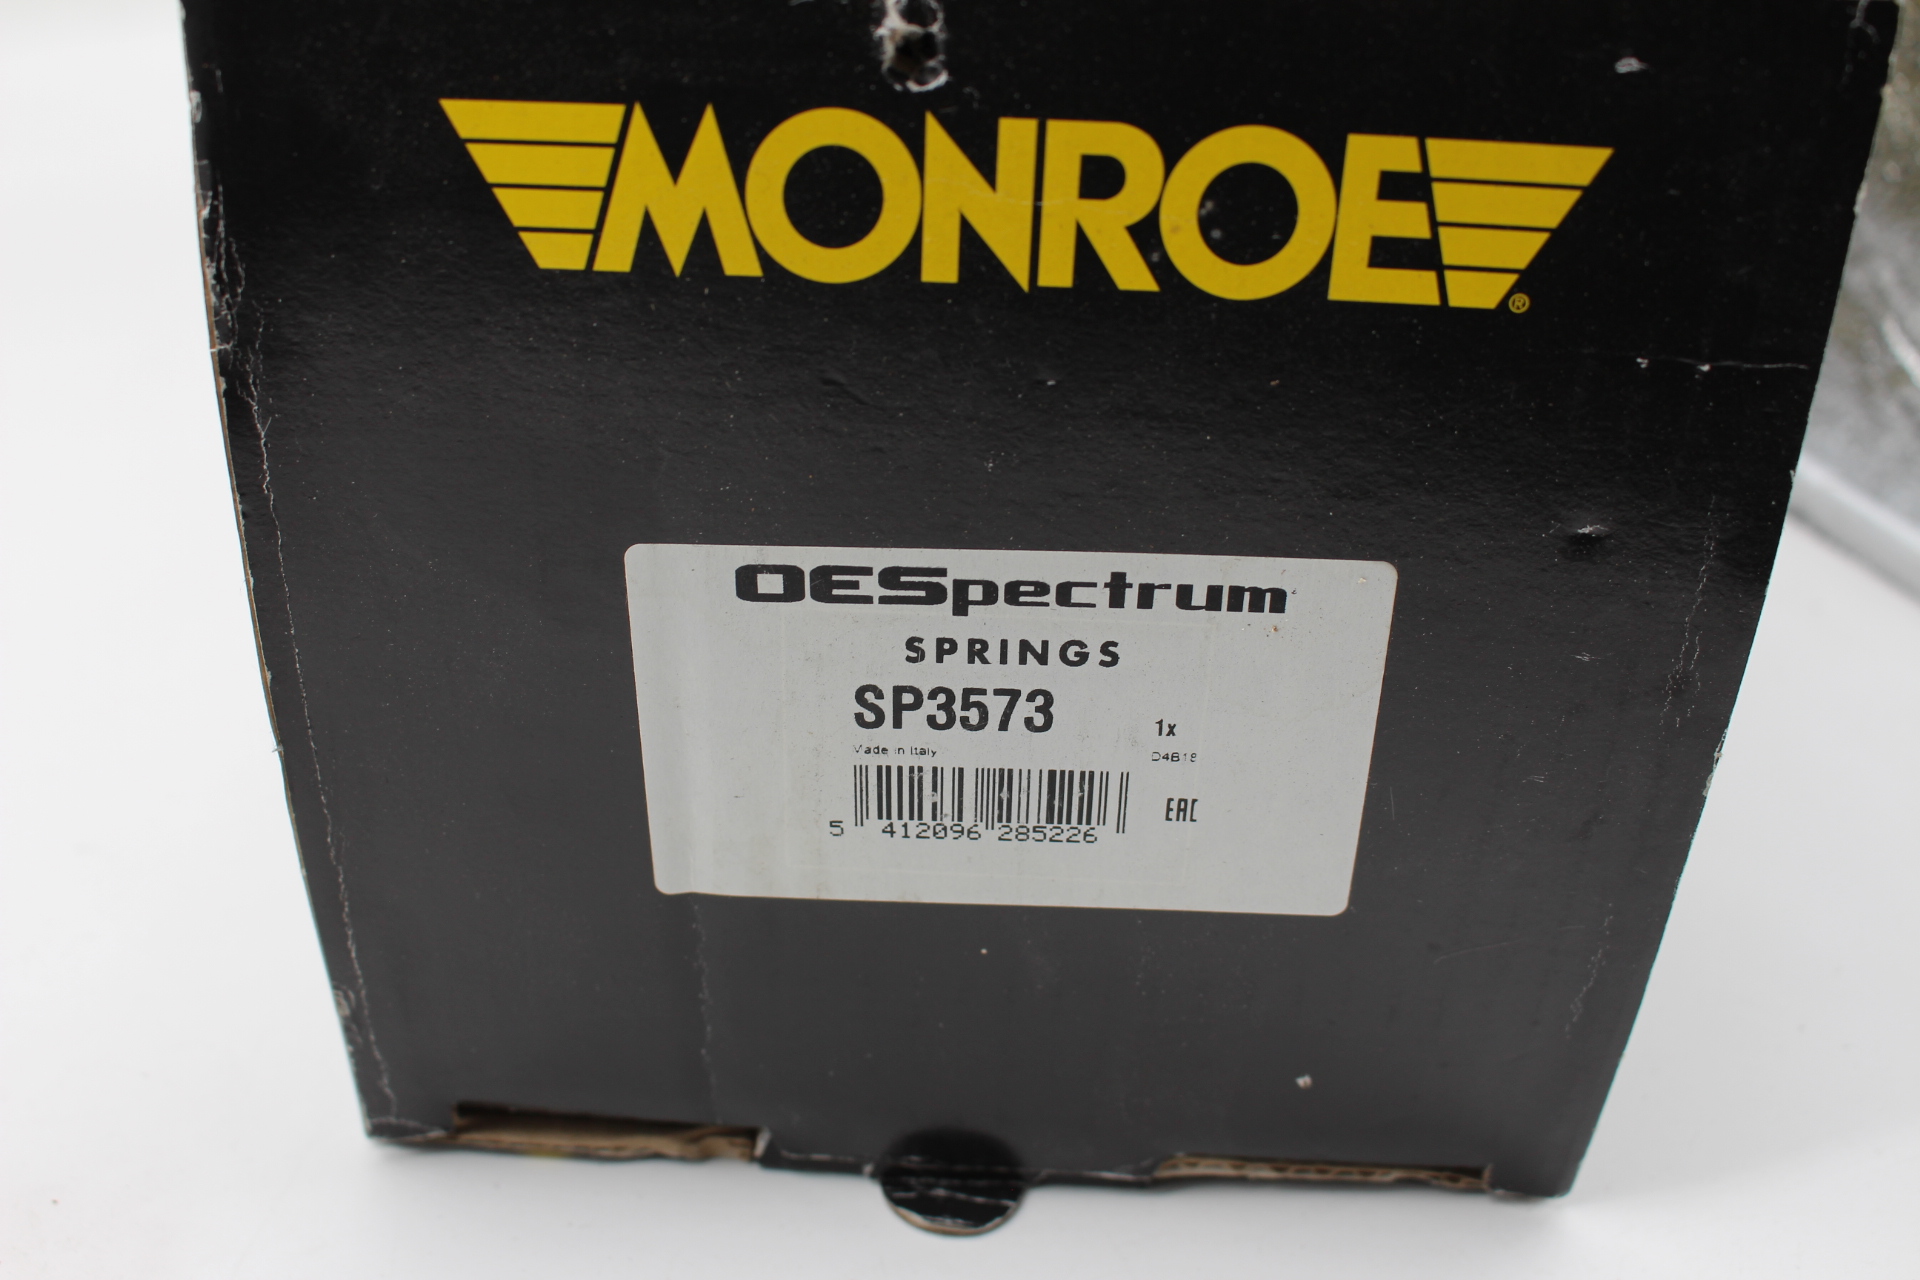 MONROE®
OESpectrum
SPRINGS
SP3573
1x
Made in Italy
D4B18
EAC
5 412096 285226